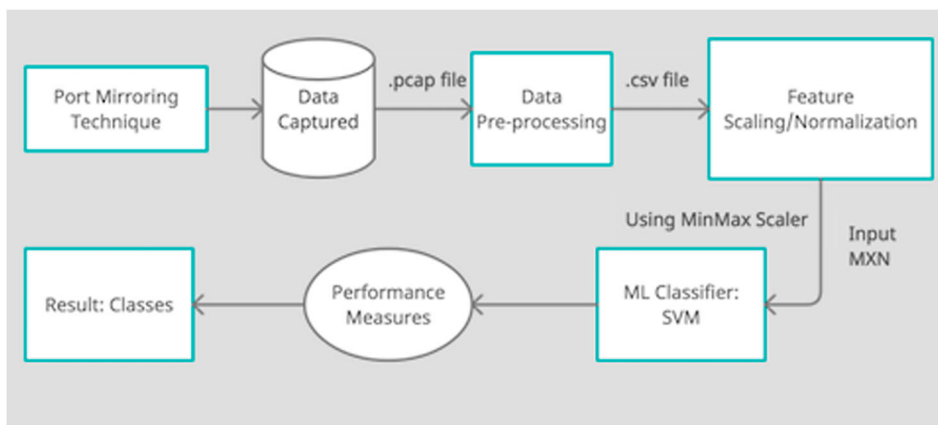 Port Mirroring
Technique
Data
Captured
.pcap file
Data
Pre-processing
.csv file
Feature
Scaling/Normalization
Using MinMax Scaler
Input
MXN
ML Classifier:
SVM
Performance
Measures
Result: Classes